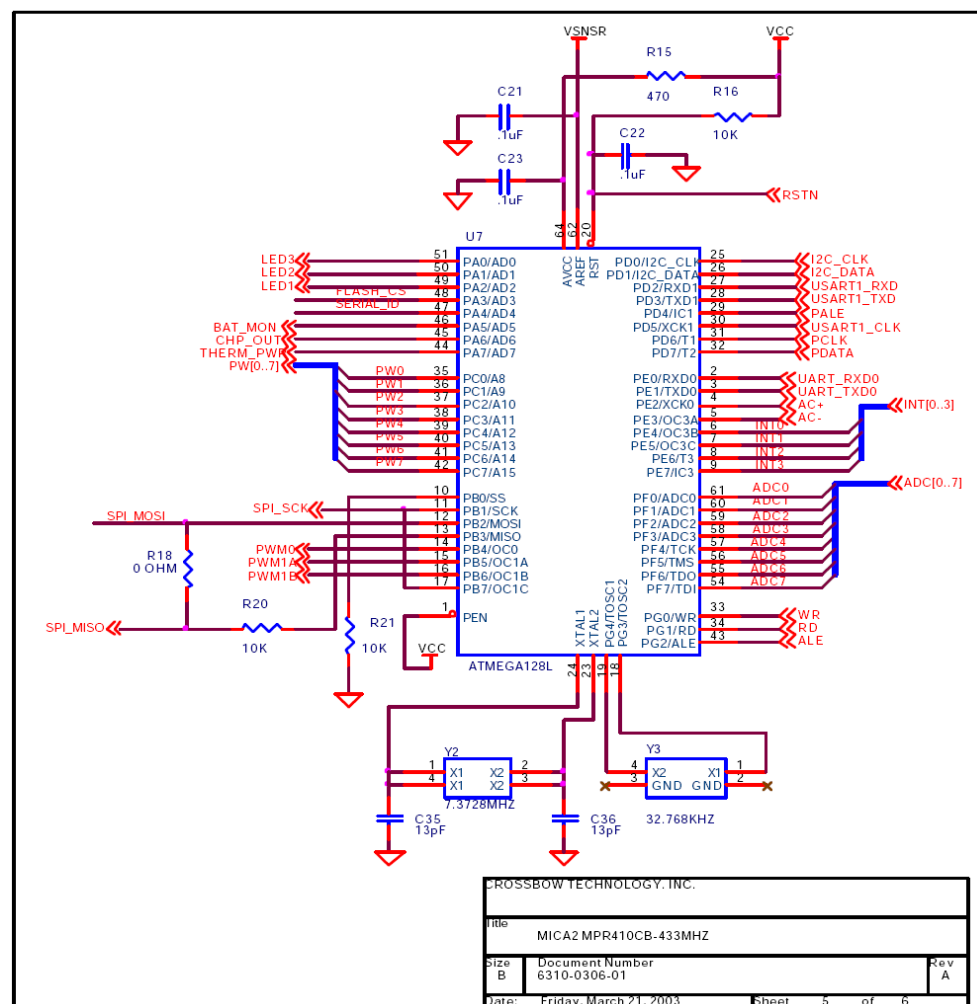 VSNSR
VCC
R15
470
R16
10K
C21
.1uF
C22
.1uF
C23
.1uF
RSTN
64
62
20
U7
AVCC
AREF
RST
LED3 51 PA0/AD0
LED2 50 PA1/AD1
LED1 49 PA2/AD2
FLASH_CS 48 PA3/AD3
SERIAL_ID 47 PA4/AD4
BAT_MON 46 PA5/AD5
CHP_OUT 45 PA6/AD6
THERM_PWR 44 PA7/AD7
PW[0..7]
PW0 35 PC0/A8
PW1 36 PC1/A9
PW2 37 PC2/A10
PW3 38 PC3/A11
PW4 39 PC4/A12
PW5 40 PC5/A13
PW6 41 PC6/A14
PW7 42 PC7/A15
10 PB0/SS
SPI_SCK 11 PB1/SCK
SPI_MOSI 12 PB2/MOSI
13 PB3/MISO
PWM0 14 PB4/OC0
PWM1A 15 PB5/OC1A
PWM1B 16 PB6/OC1B
17 PB7/OC1C
1 PEN
PD0/I2C_CLK 25 I2C_CLK
PD1/I2C_DATA 26 I2C_DATA
PD2/RXD1 27 USART1_RXD
PD3/TXD1 28 USART1_TXD
PD4/IC1 29 PALE
PD5/XCK1 30 USART1_CLK
PD6/T1 31 PCLK
PD7/T2 32 PDATA
PE0/RXD0 2 UART_RXD0
PE1/TXD0 3 UART_TXD0
PE2/XCK0 4 AC+
PE3/OC3A 5 AC-
PE4/OC3B 6 INT0
PE5/OC3C 7 INT1
PE6/T3 8 INT2
PE7/IC3 9 INT3
INT[0..3]
PF0/ADC0 61 ADC0
PF1/ADC1 60 ADC1
PF2/ADC2 59 ADC2
PF3/ADC3 58 ADC3
PF4/TCK 57 ADC4
PF5/TMS 56 ADC5
PF6/TDO 55 ADC6
PF7/TDI 54 ADC7
ADC[0..7]
PG0/WR 33 WR
PG1/RD 34 RD
PG2/ALE 43 ALE
R18
0 OHM
SPI_MISO
R20
10K
R21
10K
VCC
XTAL1
XTAL2
PG4/TOSC1
PG3/TOSC2
ATMEGA128L
24
23
19
18
Y2
1 X1 X2 2
4 X1 X2 3
7.3728MHZ
Y3
4 X2 X1 1
3 GND GND 2
32.768KHZ
C35
13pF
C36
13pF
CROSSBOW TECHNOLOGY. INC.
Title
MICA2 MPR410CB-433MHZ
Size
B
Document Number
6310-0306-01
Rev
A
Date: Friday, March 21, 2003 Sheet 5 of 6